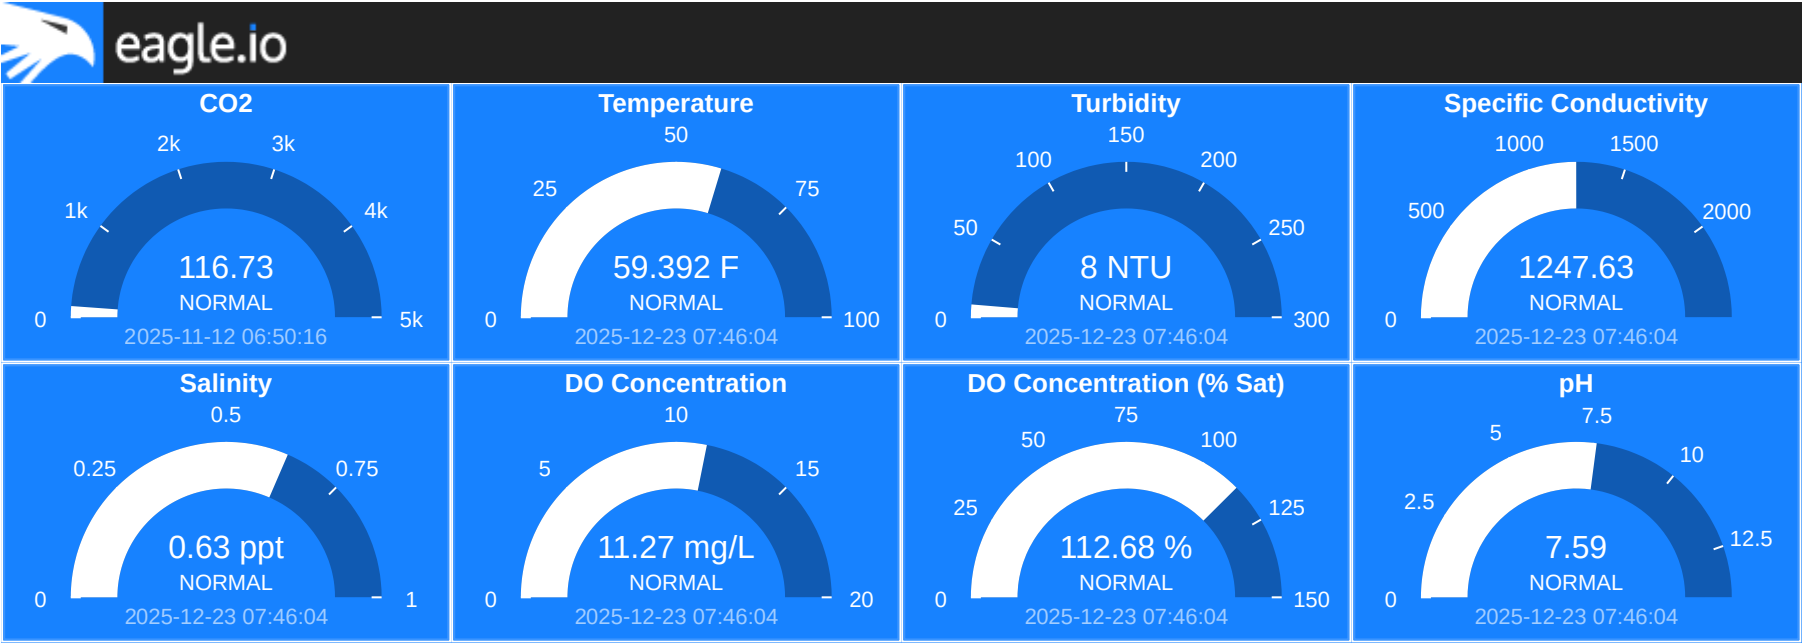 eagle.io
CO2
0
1k
2k
3k
4k
5k
116.73
NORMAL
2025-11-12 06:50:16
Temperature
0
25
50
75
100
59.392 F
NORMAL
2025-12-23 07:46:04
Turbidity
0
50
100
150
200
250
300
8 NTU
NORMAL
2025-12-23 07:46:04
Specific Conductivity
0
500
1000
1500
2000
1247.63
NORMAL
2025-12-23 07:46:04
Salinity
0
0.25
0.5
0.75
1
0.63 ppt
NORMAL
2025-12-23 07:46:04
DO Concentration
0
5
10
15
20
11.27 mg/L
NORMAL
2025-12-23 07:46:04
DO Concentration (% Sat)
0
25
50
75
100
125
150
112.68 %
NORMAL
2025-12-23 07:46:04
pH
0
2.5
5
7.5
10
12.5
7.59
NORMAL
2025-12-23 07:46:04